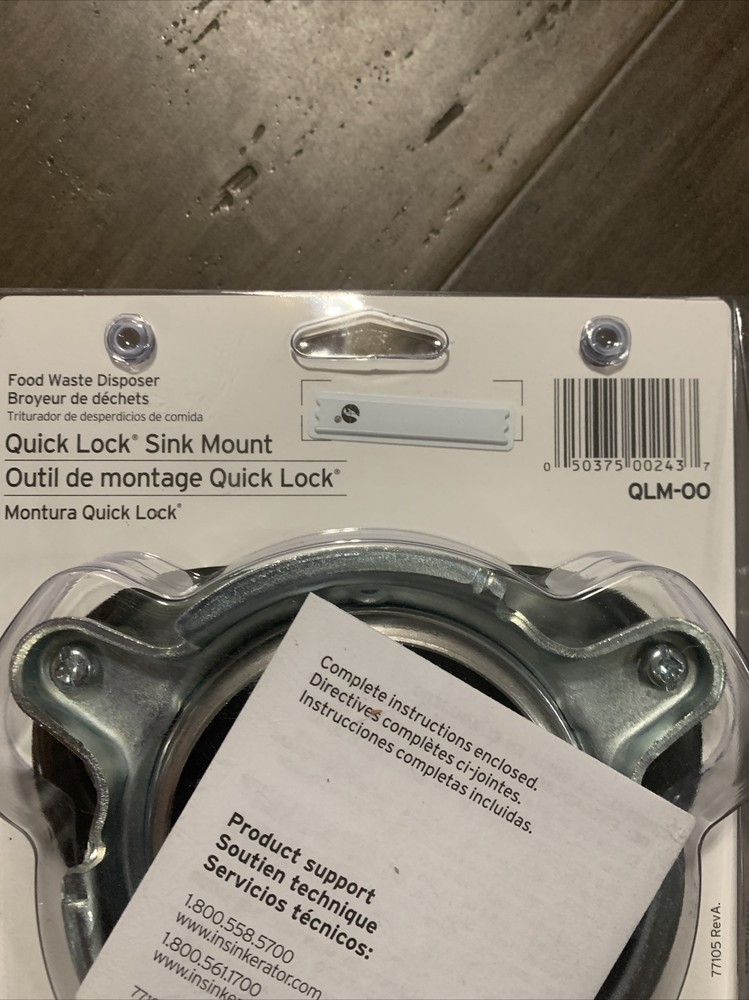 Food Waste Disposer
Broyeur de déchets
Triturador de desperdicios de comida
Quick Lock® Sink Mount
Outil de montage Quick Lock®
Montura Quick Lock®
0 50375 00243 7
QLM-00
Complete instructions enclosed.
Directives complètes ci-jointes.
Instrucciones completas incluidas.
Product support
Soutien technique
Servicios técnicos:
1.800.558.5700
www.insinkerator.com
1.800.561.1700
www.insinker
77105 RevA.